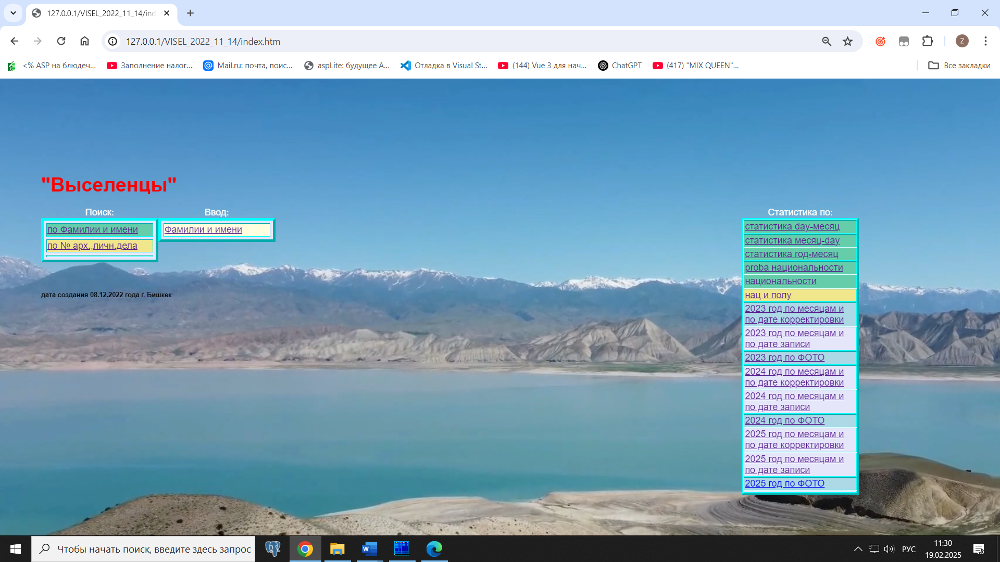 127.0.0.1/VISEL_2022_11_14/ind
127.0.0.1/VISEL_2022_11_14/index.htm
Z
<% ASP на блюдеч...
Заполнение налог...
Mail.ru: почта, поис...
aspLite: будущее А...
Отладка в Visual St...
(144) Vue 3 для нач...
ChatGPT
(417) "MIX QUEEN"...
Все закладки
"Выселенцы"
Поиск:
по Фамилии и имени
по № арх.,личн.дела
Ввод:
Фамилии и имени
дата создания 08.12.2022 года г. Бишкек
Статистика по:
статистика day-месяц
статистика месяц-day
статистика год-месяц
proba национальности
национальности
нац и полу
2023 год по месяцам и
по дате корректировки
2023 год по месяцам и
по дате записи
2023 год по ФОТО
2024 год по месяцам и
по дате корректировки
2024 год по месяцам и
по дате записи
2024 год по ФОТО
2025 год по месяцам и
по дате корректировки
2025 год по месяцам и
по дате записи
2025 год по ФОТО
Чтобы начать поиск, введите здесь запрос
РУС
11:30
19.02.2025